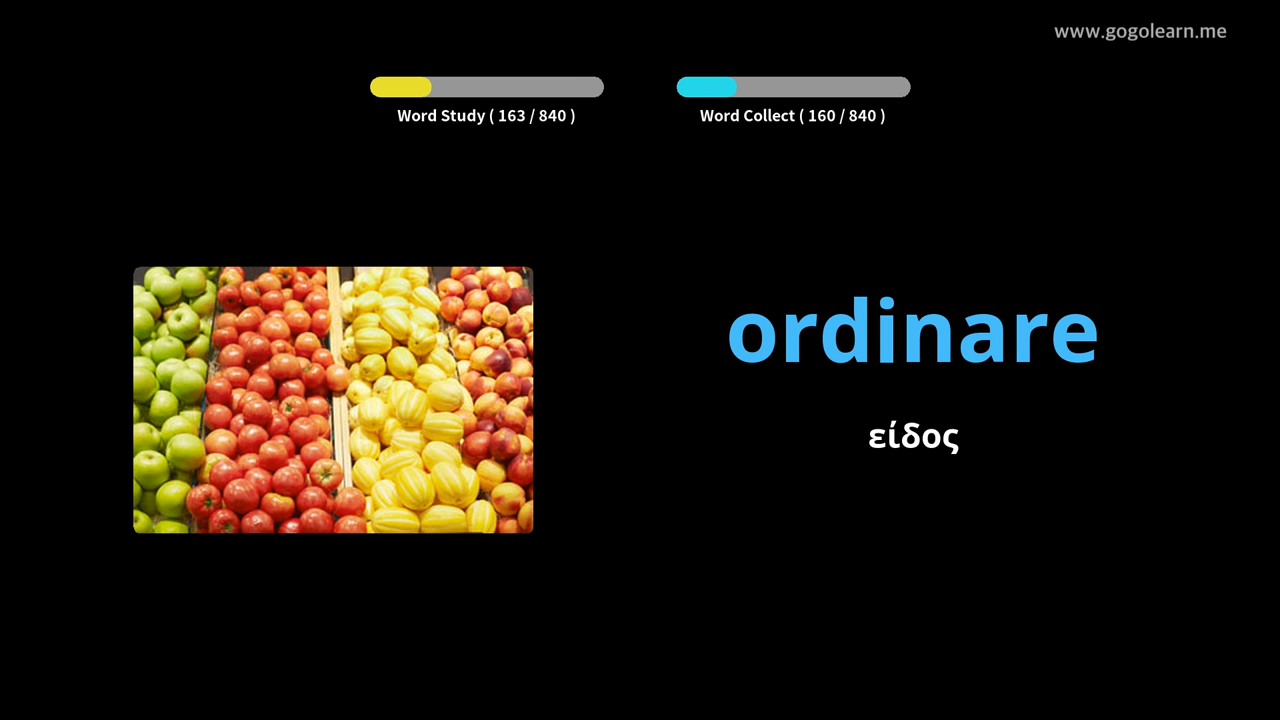 www.gogolearn.me
Word Study ( 163 / 840 )
Word Collect ( 160 / 840 )
ordinare
είδος